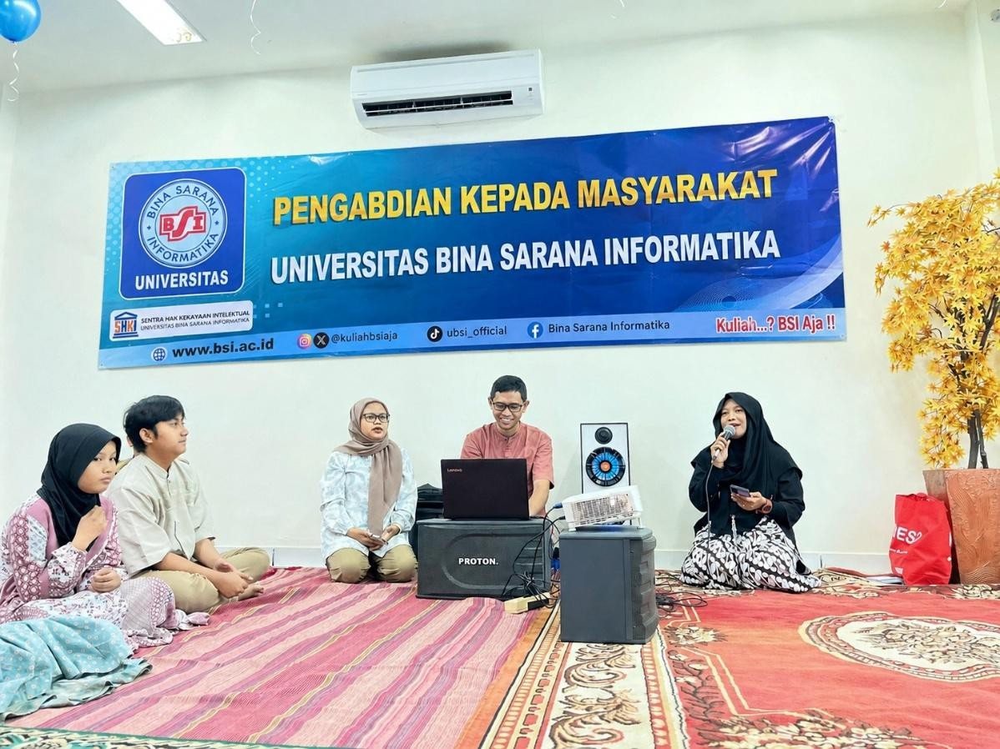 BINA SARANA
BSI
INFORMATIKA
UNIVERSITAS
PENGABDIAN KEPADA MASYARAKAT
UNIVERSITAS BINA SARANA INFORMATIKA
SHKI
SENTRA HAK KEKAYAAN INTELEKTUAL
UNIVERSITAS BINA SARANA INFORMATIKA
www.bsi.ac.id
@kuliahbsiaja
ubsi_official
Bina Sarana Informatika
Kuliah...? BSI Aja !!
Lenovo
PROTON.